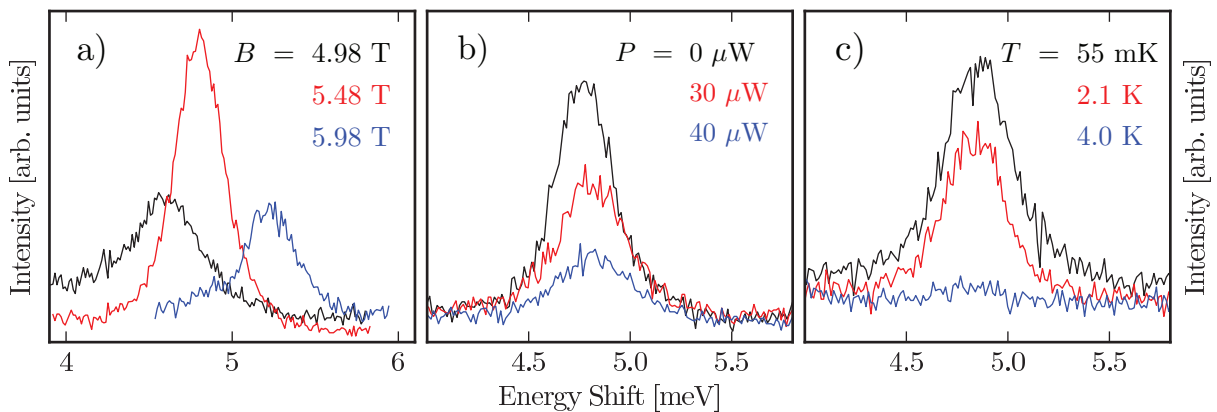 a) B = 4.98 T
5.48 T
5.98 T
b) P = 0 μW
30 μW
40 μW
c) T = 55 mK
2.1 K
4.0 K
Intensity [arb. units]
Intensity [arb. units]
4 5 6
4.5 5.0 5.5
4.5 5.0 5.5
Energy Shift [meV]